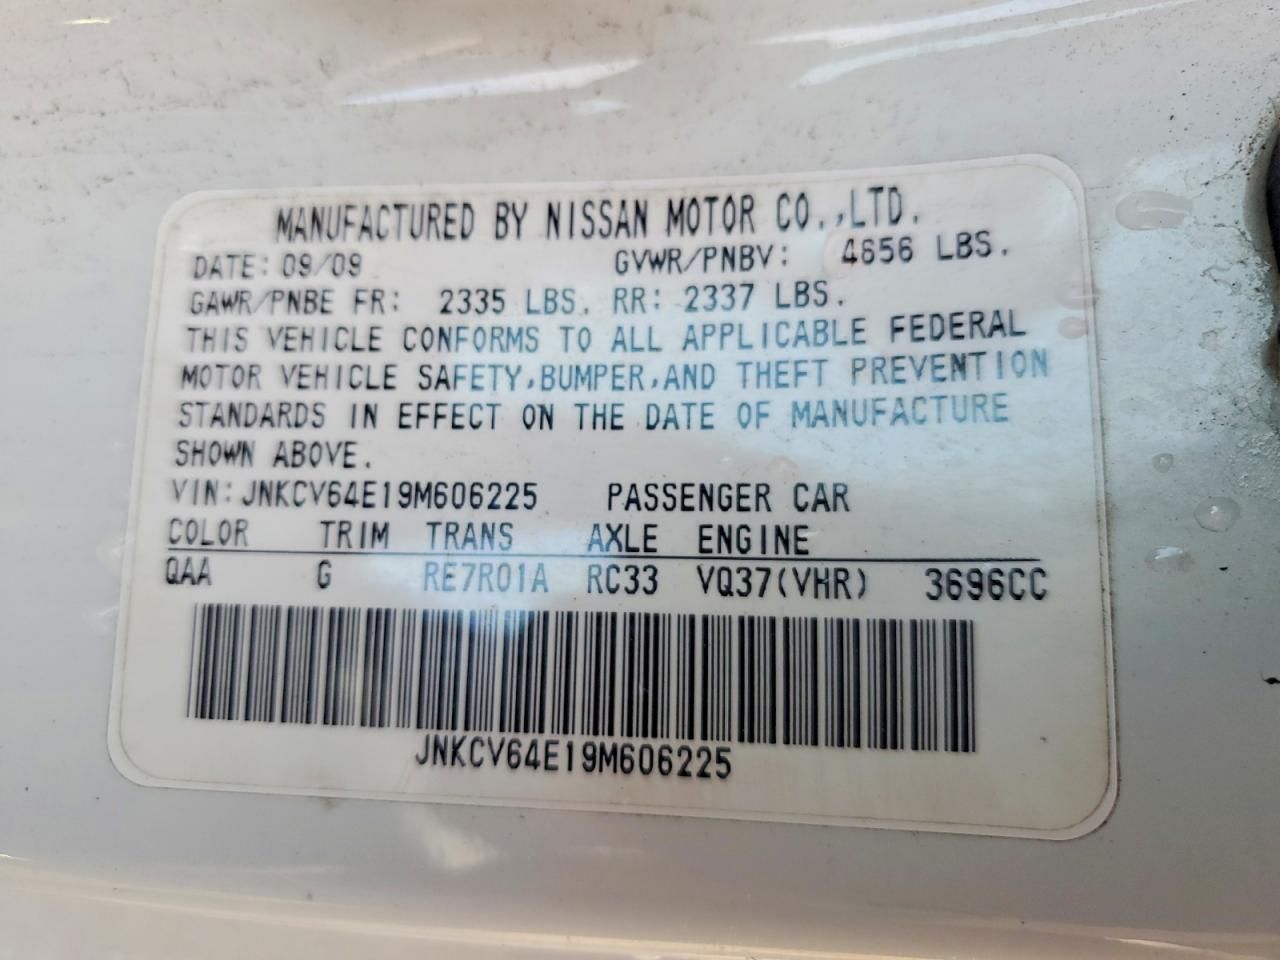 MANUFACTURED BY NISSAN MOTOR CO.,LTD.
DATE: 09/09 GVWR/PNBV: 4656 LBS.
GAWR/PNBE FR: 2335 LBS. RR: 2337 LBS.
THIS VEHICLE CONFORMS TO ALL APPLICABLE FEDERAL
MOTOR VEHICLE SAFETY,BUMPER,AND THEFT PREVENTION
STANDARDS IN EFFECT ON THE DATE OF MANUFACTURE
SHOWN ABOVE.
VIN: JNKCV64E19M606225 PASSENGER CAR
COLOR TRIM TRANS AXLE ENGINE
QAA G RE7R01A RC33 VQ37(VHR) 3696CC
JNKCV64E19M606225